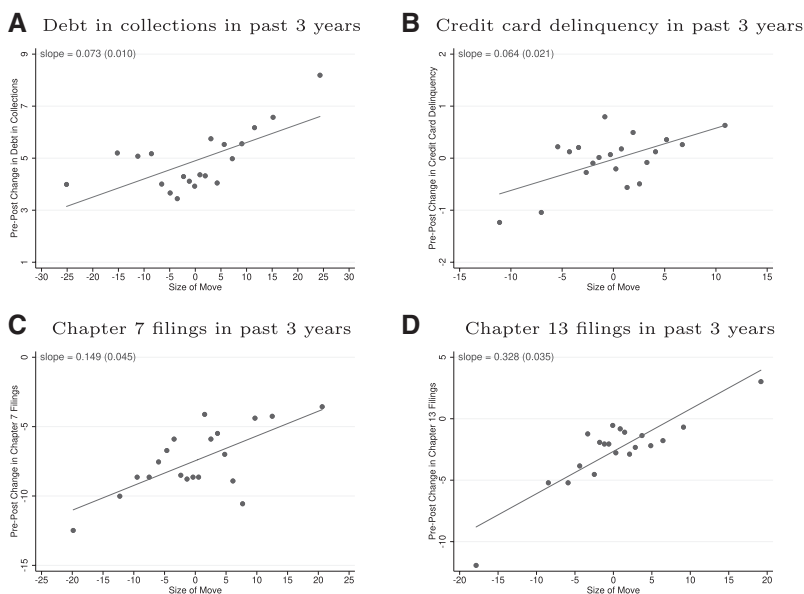 A Debt in collections in past 3 years
slope = 0.073 (0.010)
Pre-Post Change in Debt in Collections
9
7
5
3
1
-30 -25 -20 -15 -10 -5 0 5 10 15 20 25 30
Size of Move
B Credit card delinquency in past 3 years
slope = 0.064 (0.021)
Pre-Post Change in Credit Card Delinquency
2
1
0
-1
-2
-15 -10 -5 0 5 10 15
Size of Move
C Chapter 7 filings in past 3 years
slope = 0.149 (0.045)
Pre-Post Change in Chapter 7 Filings
0
-5
-10
-15
-25 -20 -15 -10 -5 0 5 10 15 20 25
Size of Move
D Chapter 13 filings in past 3 years
slope = 0.328 (0.035)
Pre-Post Change in Chapter 13 Filings
5
0
-5
-10
-20 -15 -10 -5 0 5 10 15 20
Size of Move